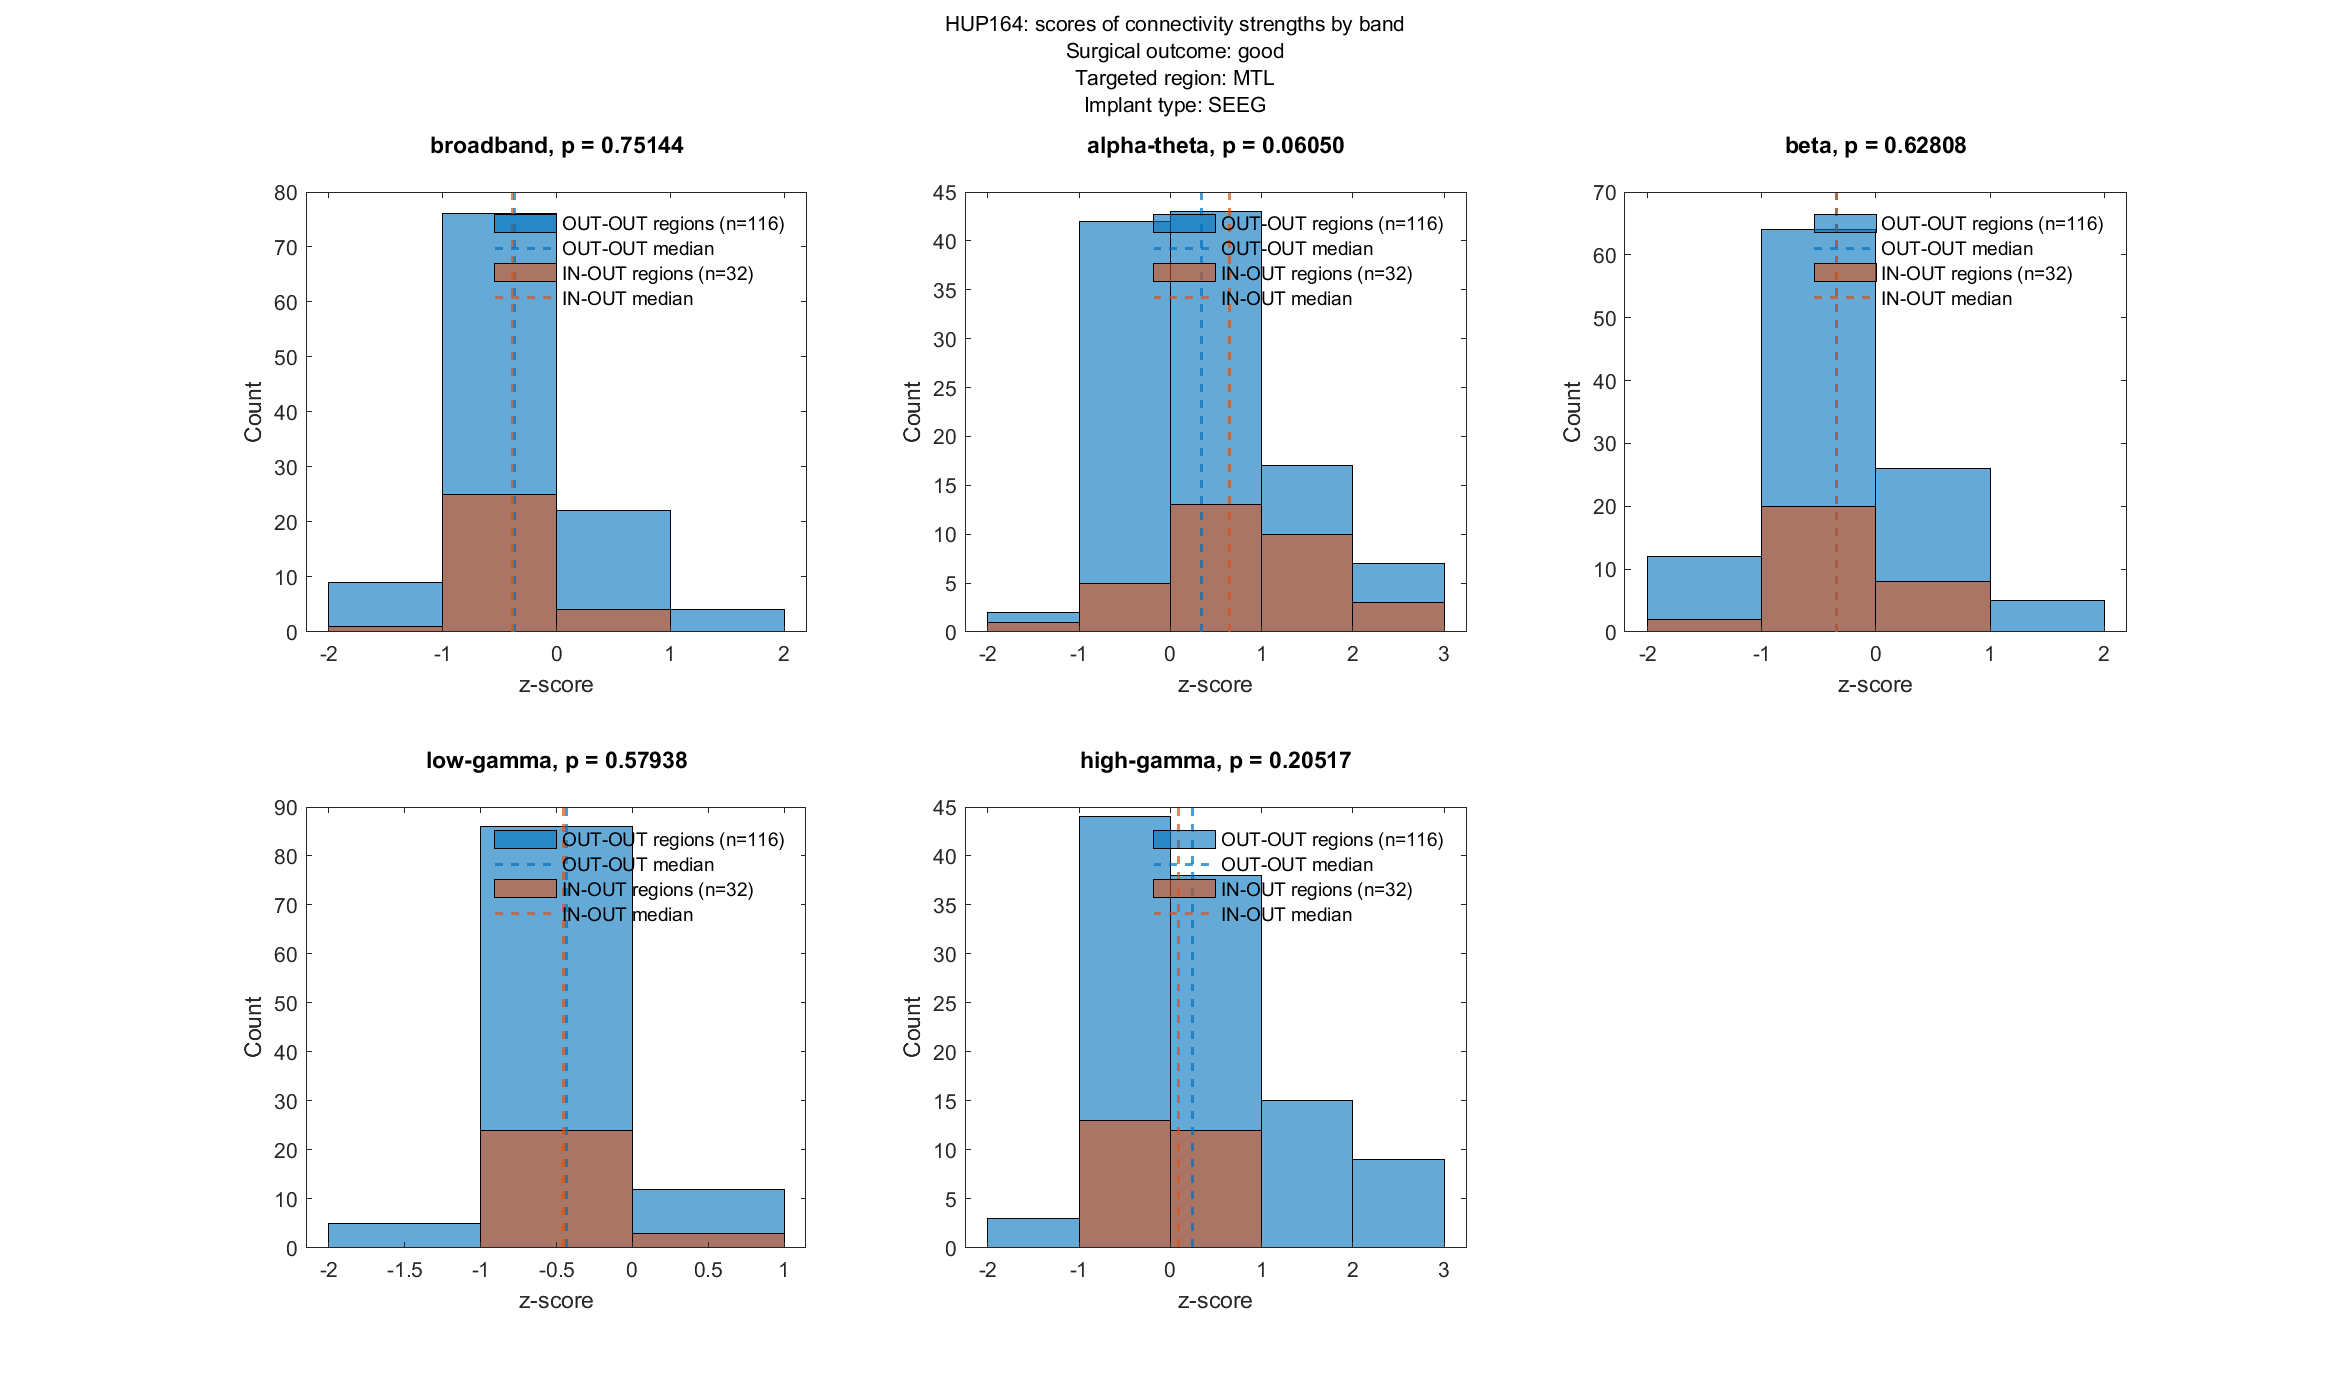 HUP164: scores of connectivity strengths by band
Surgical outcome: good
Targeted region: MTL
Implant type: SEEG
broadband, p = 0.75144
80
70
60
50
40
30
20
10
0
Count
OUT-OUT regions (n=116)
OUT-OUT median
IN-OUT regions (n=32)
IN-OUT median
-2 -1 0 1 2
z-score
alpha-theta, p = 0.06050
45
40
35
30
25
20
15
10
5
0
Count
OUT-OUT regions (n=116)
OUT-OUT median
IN-OUT regions (n=32)
IN-OUT median
-2 -1 0 1 2 3
z-score
beta, p = 0.62808
70
60
50
40
30
20
10
0
Count
OUT-OUT regions (n=116)
OUT-OUT median
IN-OUT regions (n=32)
IN-OUT median
-2 -1 0 1 2
z-score
low-gamma, p = 0.57938
90
80
70
60
50
40
30
20
10
0
Count
OUT-OUT regions (n=116)
OUT-OUT median
IN-OUT regions (n=32)
IN-OUT median
-2 -1.5 -1 -0.5 0 0.5 1
z-score
high-gamma, p = 0.20517
45
40
35
30
25
20
15
10
5
0
Count
OUT-OUT regions (n=116)
OUT-OUT median
IN-OUT regions (n=32)
IN-OUT median
-2 -1 0 1 2 3
z-score